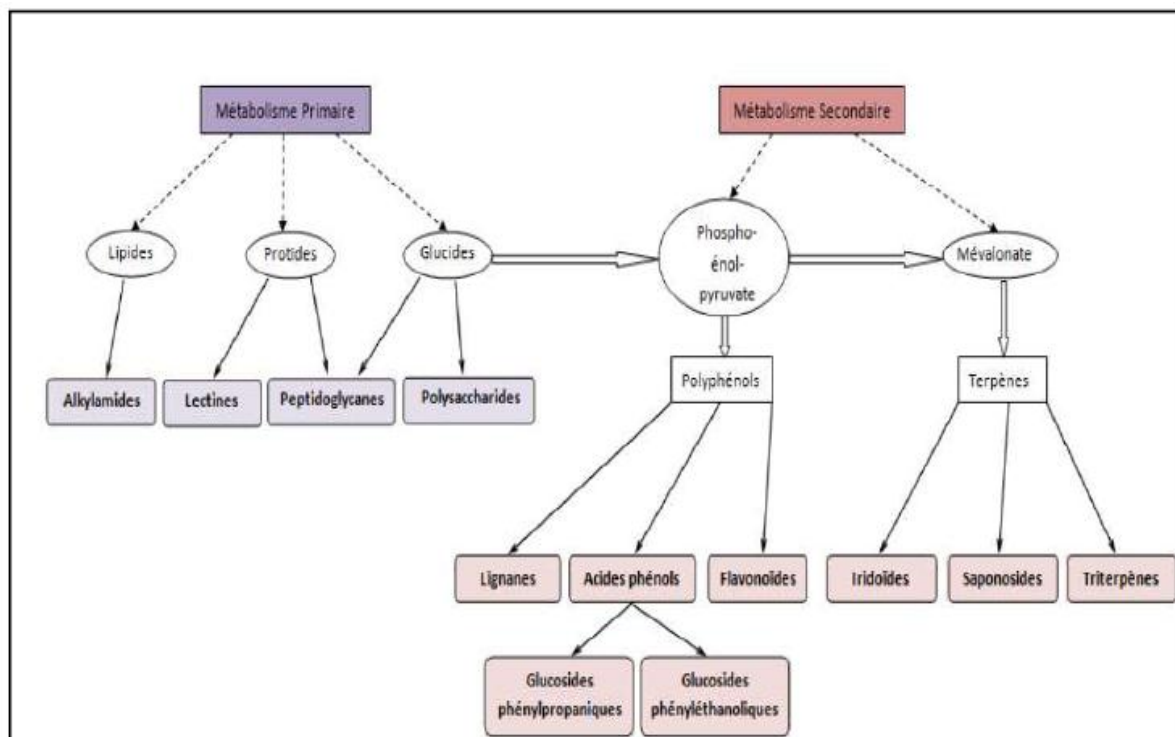 Métabolisme Primaire
Métabolisme Secondaire
Lipides
Protides
Glucides
Phospho-
énol-
pyruvate
Mévalonate
Alkylamides
Lectines
Peptidoglycanes
Polysaccharides
Polyphénols
Terpènes
Lignanes
Acides phénols
Flavonoïdes
Iridoïdes
Saponosides
Triterpènes
Glucosides
phénylpropaniques
Glucosides
phényléthanoliques